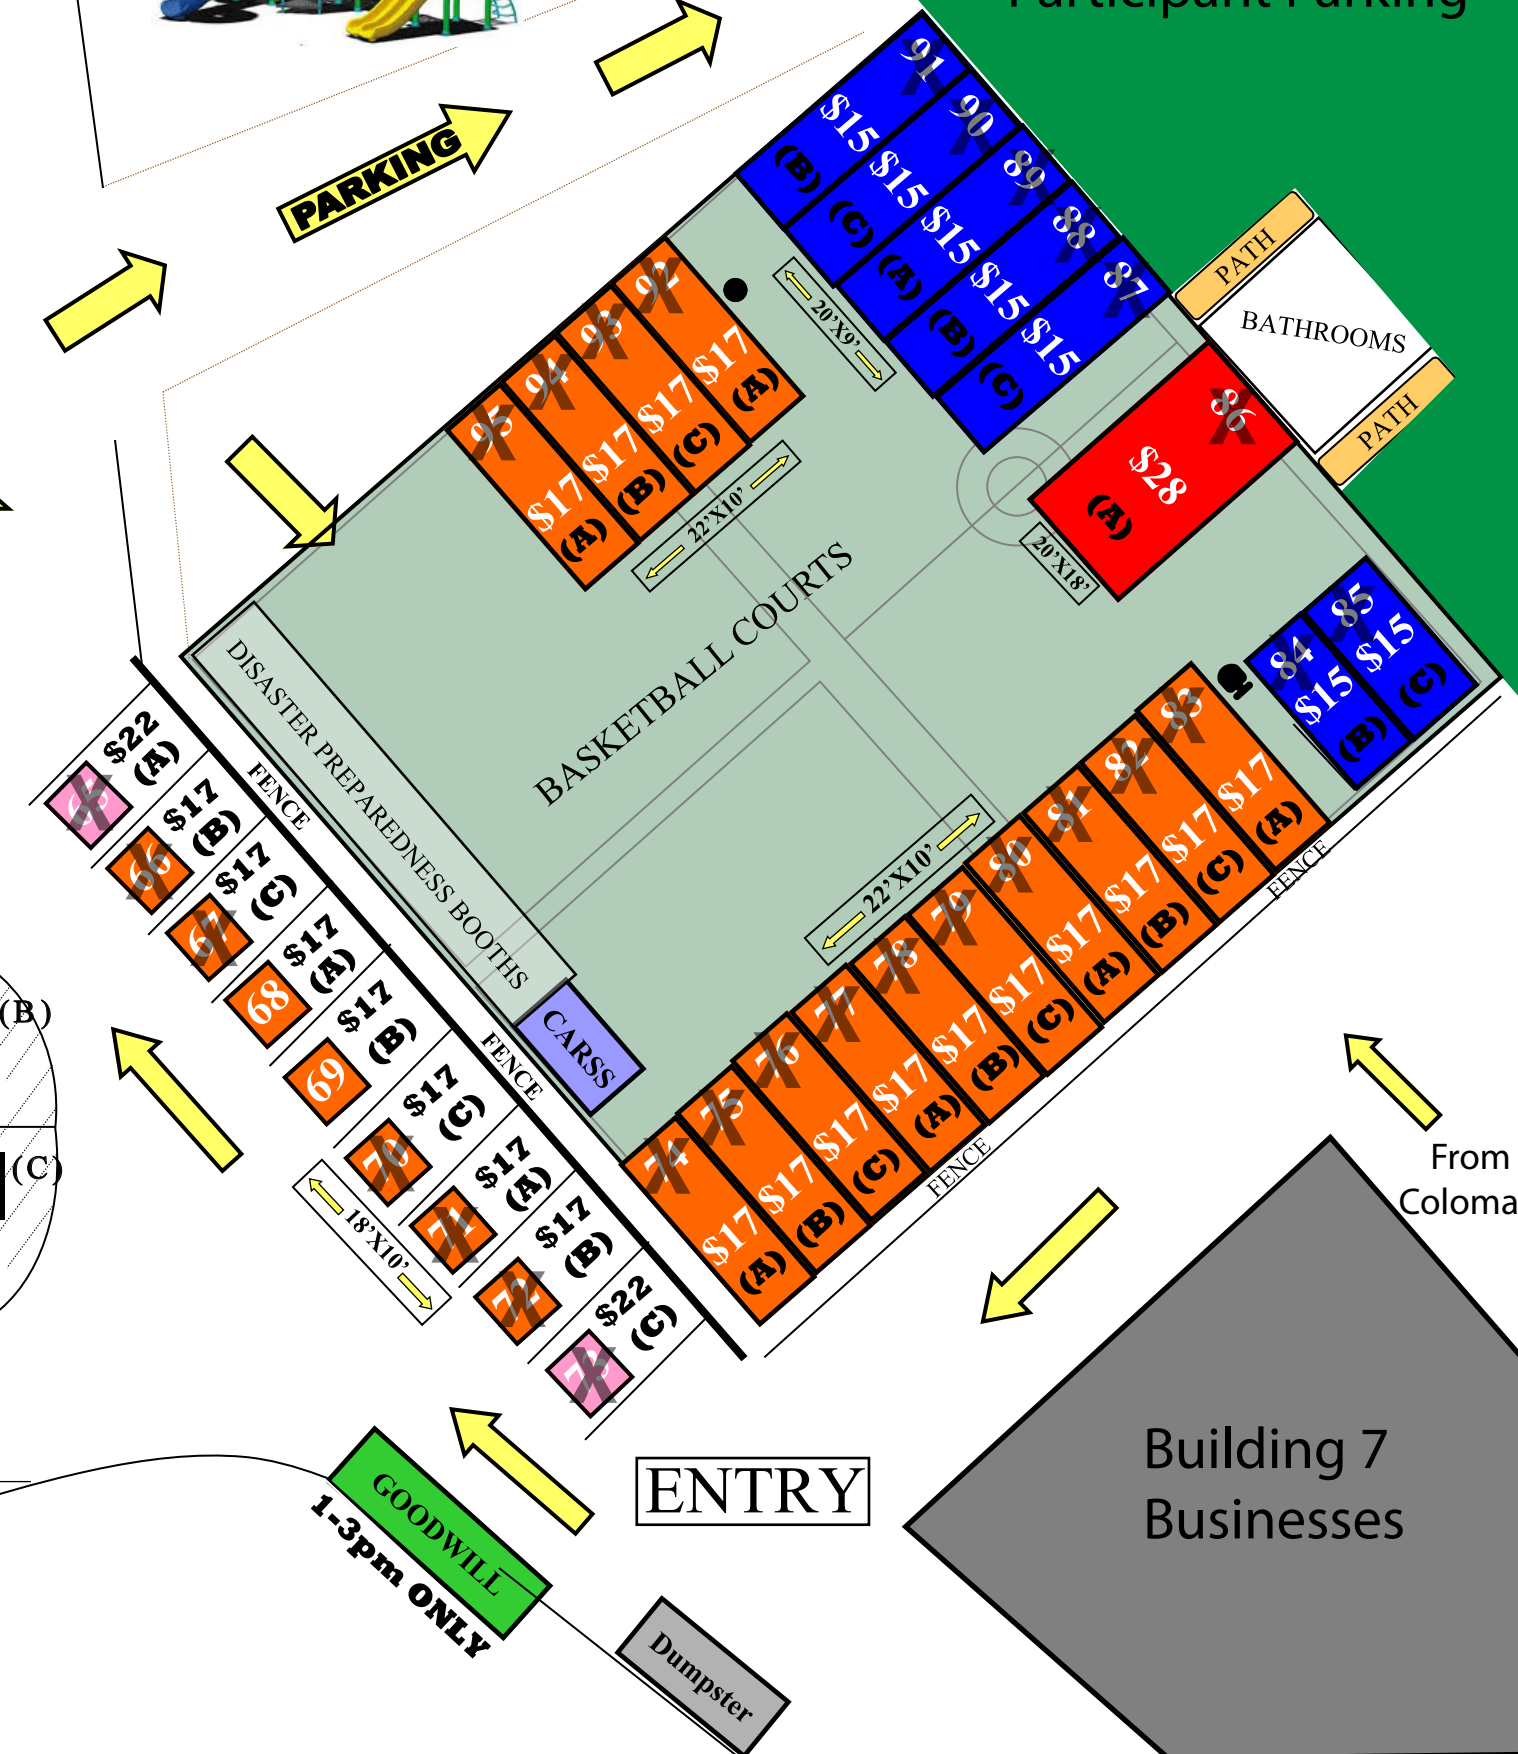 Participant Parking
PARKING
91
$15
(B)
90
$15
(C)
89
$15
(A)
88
$15
(B)
87
$15
(C)
20'X9'
PATH
BATHROOMS
PATH
92
$17
(A)
93
$17
(C)
94
$17
(B)
95
$17
(A)
22'X10'
86
$28
(A)
20'X18'
BASKETBALL COURTS
DISASTER PREPAREDNESS BOOTHS
CARSS
85
$15
(C)
84
$15
(B)
83
$17
(A)
82
$17
(C)
81
$17
(B)
80
$17
(A)
79
$17
(C)
78
$17
(B)
77
$17
(A)
76
$17
(C)
75
$17
(B)
74
$17
(A)
22'X10'
FENCE
FENCE
FENCE
FENCE
$22
(A)
65
$17
(B)
66
$17
(C)
67
$17
(A)
68
$17
(B)
69
$17
(C)
70
$17
(A)
71
$17
(B)
72
$22
(C)
73
18'X10'
(B)
(C)
From
Coloma
ENTRY
GOODWILL
1-3pm ONLY
Dumpster
Building 7
Businesses